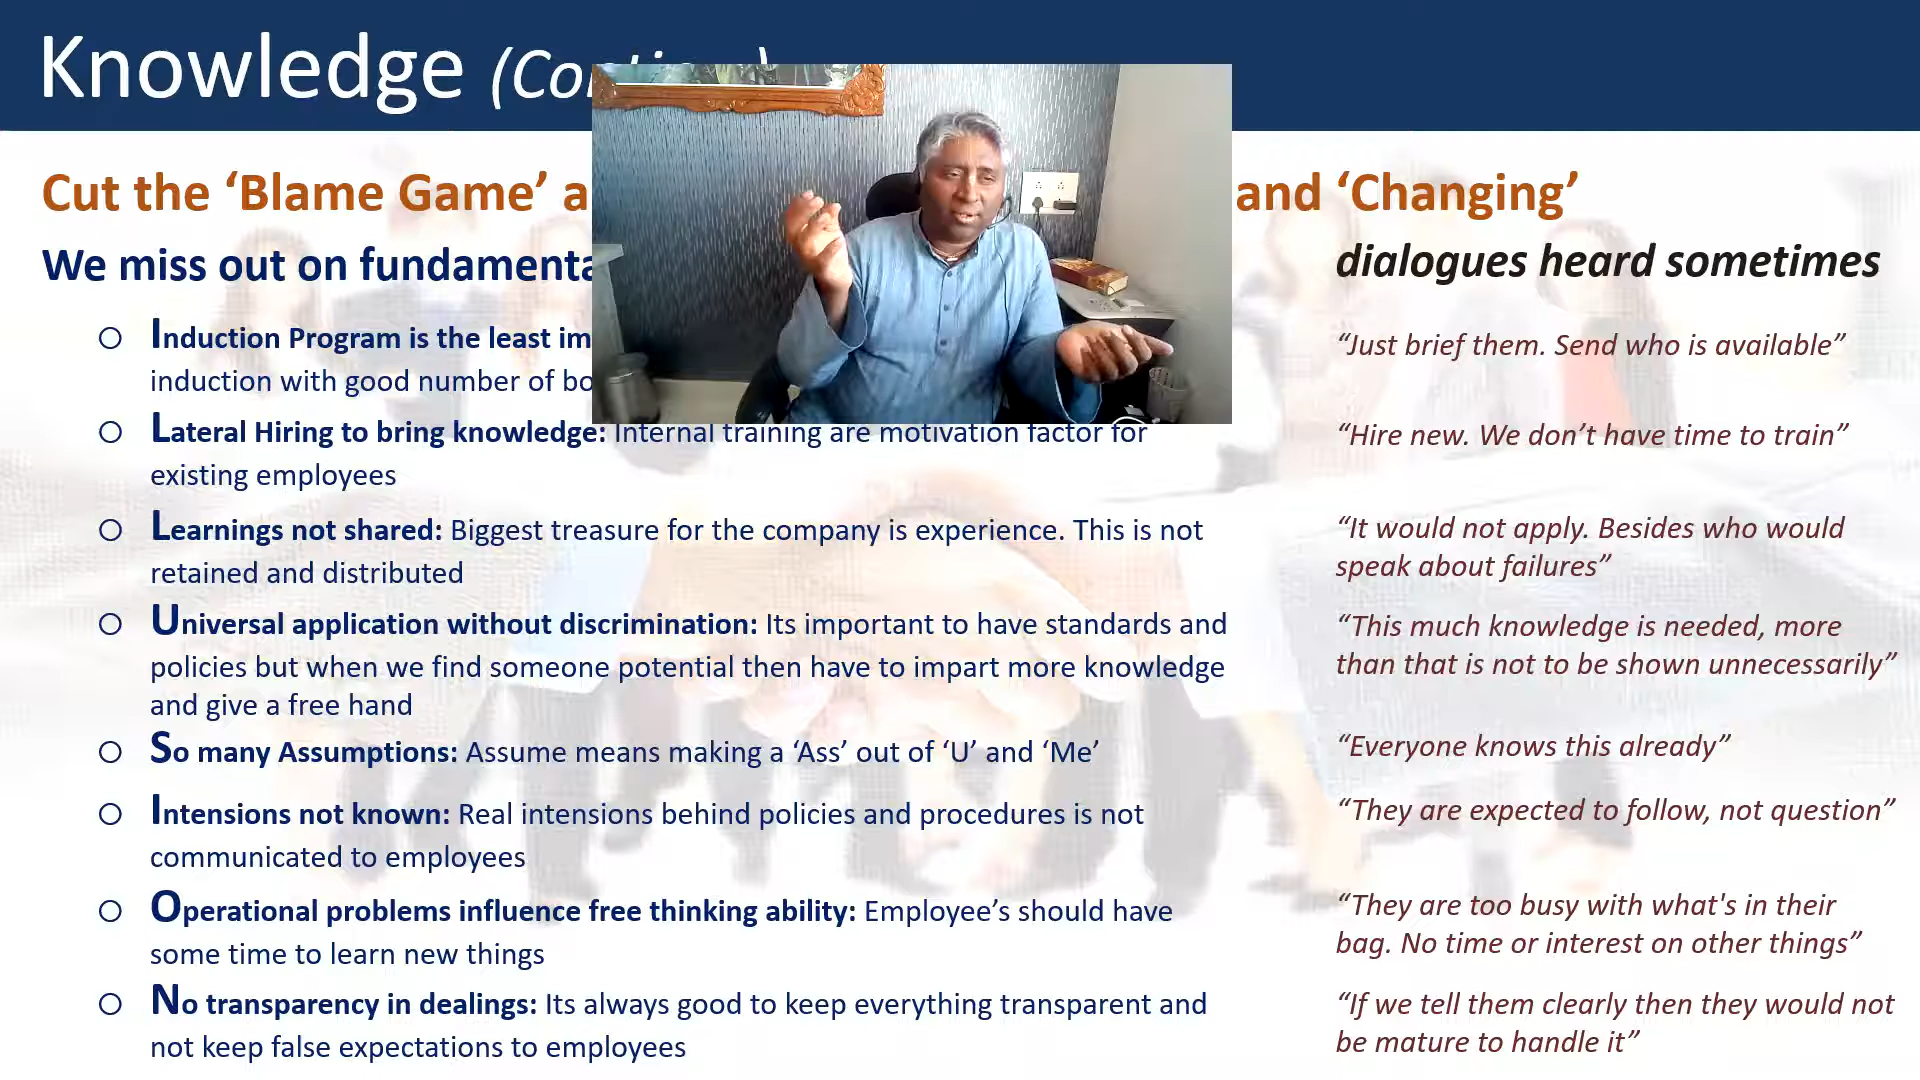 Knowledge
Cut the ‘Blame Game’ and ‘Changing’
We miss out on dialogues heard sometimes
Induction Program is the least “Just brief them. Send who is available”
induction with good number of
Lateral Hiring to bring knowledge: Internal training are motivation factor for “Hire new. We don’t have time to train”
existing employees
Learnings not shared: Biggest treasure for the company is experience. This is not “It would not apply. Besides who would
retained and distributed speak about failures”
Universal application without discrimination: Its important to have standards and “This much knowledge is needed, more
policies but when we find someone potential then have to impart more knowledge than that is not to be shown unnecessarily”
and give a free hand
So many Assumptions: Assume means making a ‘Ass’ out of ‘U’ and ‘Me’ “Everyone knows this already”
Intensions not known: Real intensions behind policies and procedures is not “They are expected to follow, not question”
communicated to employees
Operational problems influence free thinking ability: Employee’s should have “They are too busy with what's in their
some time to learn new things bag. No time or interest on other things”
No transparency in dealings: Its always good to keep everything transparent and “If we tell them clearly then they would not
not keep false expectations to employees be mature to handle it”